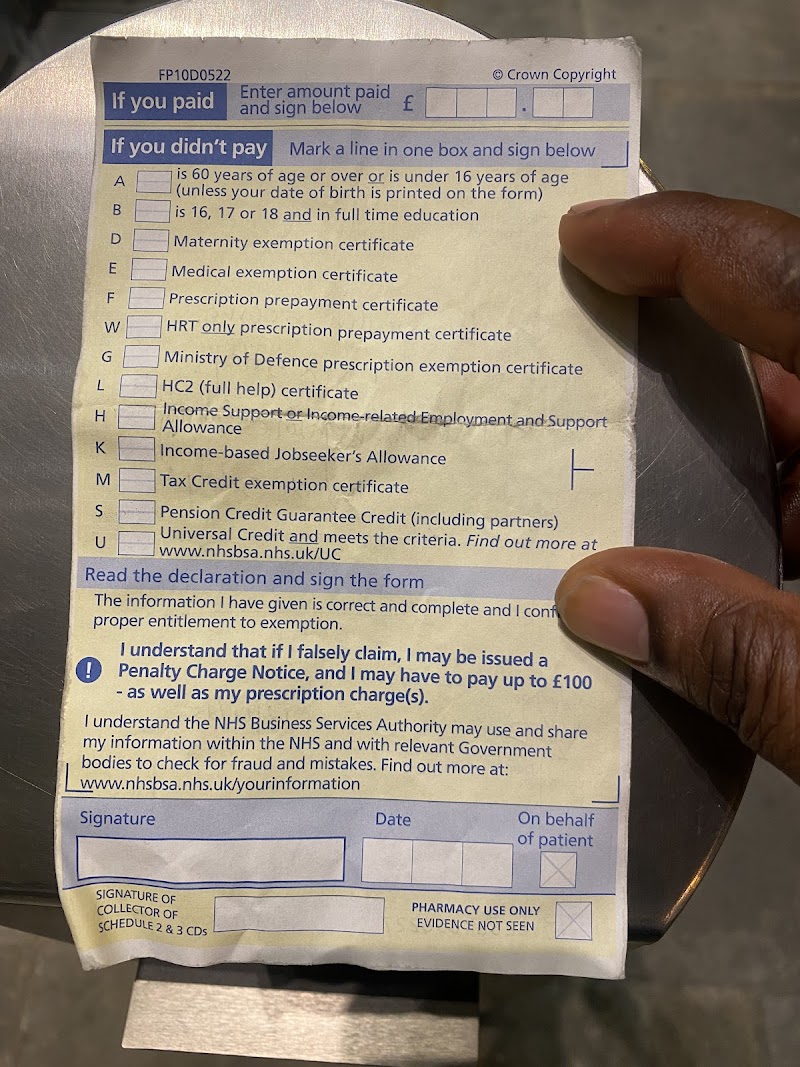 FP10D0522
© Crown Copyright
If you paid
Enter amount paid
and sign below
£
.
If you didn't pay
Mark a line in one box and sign below
A
is 60 years of age or over or is under 16 years of age
(unless your date of birth is printed on the form)
B
is 16, 17 or 18 and in full time education
D
Maternity exemption certificate
E
Medical exemption certificate
F
Prescription prepayment certificate
W
HRT only prescription prepayment certificate
G
Ministry of Defence prescription exemption certificate
L
HC2 (full help) certificate
H
Income Support or Income-related Employment and Support
Allowance
K
Income-based Jobseeker's Allowance
M
Tax Credit exemption certificate
S
Pension Credit Guarantee Credit (including partners)
U
Universal Credit and meets the criteria. Find out more at
www.nhsbsa.nhs.uk/UC
Read the declaration and sign the form
The information I have given is correct and complete and I conf
proper entitlement to exemption.
!
I understand that if I falsely claim, I may be issued a
Penalty Charge Notice, and I may have to pay up to £100
- as well as my prescription charge(s).
I understand the NHS Business Services Authority may use and share
my information within the NHS and with relevant Government
bodies to check for fraud and mistakes. Find out more at:
www.nhsbsa.nhs.uk/yourinformation
Signature
Date
On behalf
of patient
SIGNATURE OF
COLLECTOR OF
SCHEDULE 2 & 3 CDs
PHARMACY USE ONLY
EVIDENCE NOT SEEN